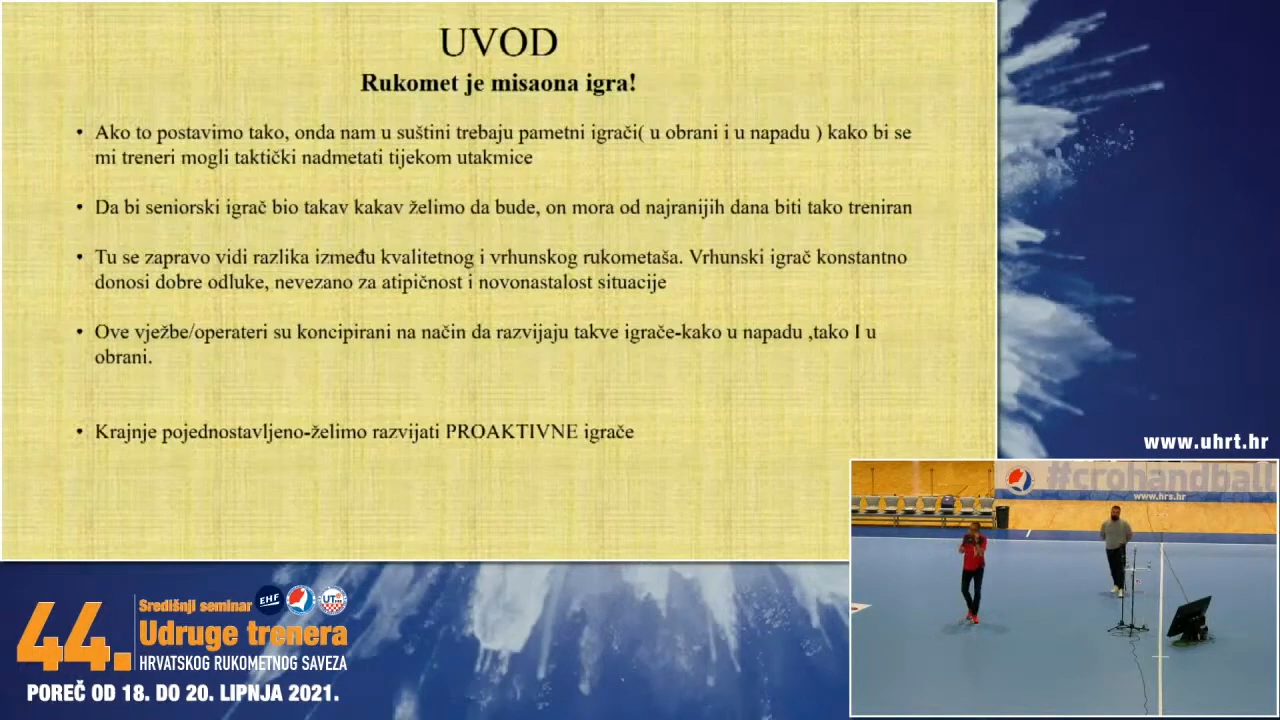 UVOD
Rukomet je misaona igra!
• Ako to postavimo tako, onda nam u suštini trebaju pametni igrači( u obrani i u napadu ) kako bi se
mi treneri mogli taktički nadmetati tijekom utakmice
• Da bi seniorski igrač bio takav kakav želimo da bude, on mora od najranijih dana biti tako treniran
• Tu se zapravo vidi razlika između kvalitetnog i vrhunskog rukometaša. Vrhunski igrač konstantno
donosi dobre odluke, nevezano za atipičnost i novonastalost situacije
• Ove vježbe/operateri su koncipirani na način da razvijaju takve igrače-kako u napadu ,tako I u
obrani.
• Krajnje pojednostavljeno-želimo razvijati PROAKTIVNE igrače
www.uhrt.hr
#crohandball
www.hrs.hr
44.
Središnji seminar
EHF
UT
Udruge trenera
HRVATSKOG RUKOMETNOG SAVEZA
POREČ OD 18. DO 20. LIPNJA 2021.